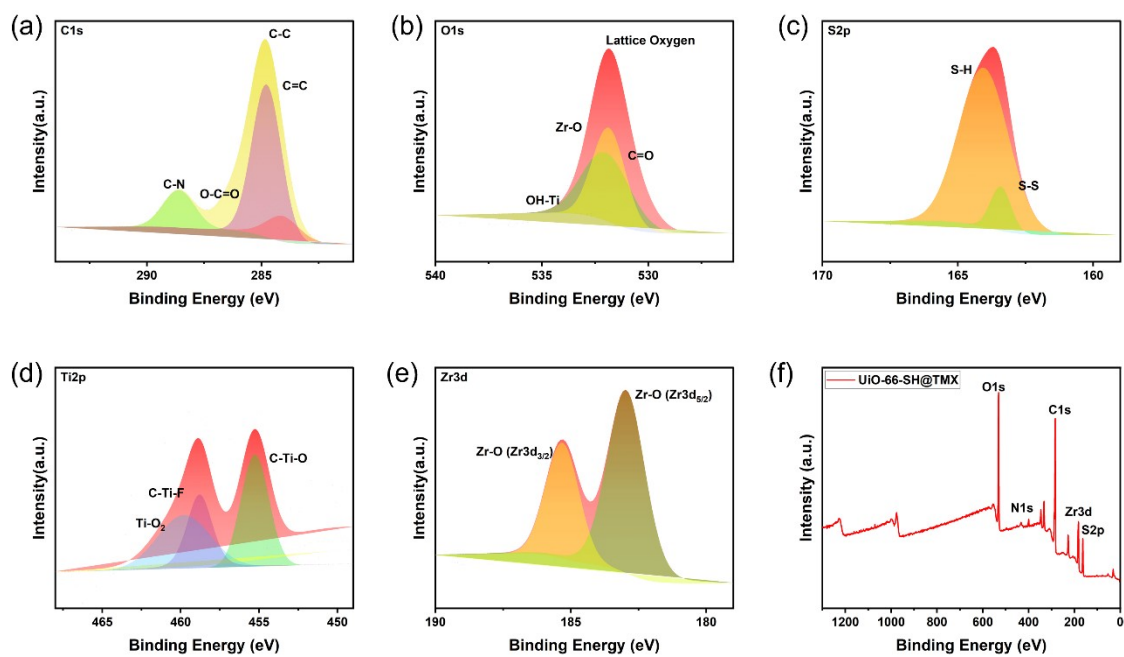 (a)
C1s
C-C
C=C
C-N
O-C=O
Intensity(a.u.)
290
285
Binding Energy (eV)
(b)
O1s
Lattice Oxygen
Zr-O
C=O
OH-Ti
Intensity(a.u.)
540
535
530
Binding Energy (eV)
(c)
S2p
S-H
S-S
Intensity(a.u.)
170
165
160
Binding Energy (eV)
(d)
Ti2p
C-Ti-O
C-Ti-F
Ti-O₂
Intensity(a.u.)
465
460
455
450
Binding Energy (eV)
(e)
Zr3d
Zr-O (Zr3d₅/₂)
Zr-O (Zr3d₃/₂)
Intensity(a.u.)
190
185
180
Binding Energy (eV)
(f)
UiO-66-SH@TMX
O1s
C1s
N1s
Zr3d
S2p
Intensity(a.u.)
1200 1000 800 600 400 200 0
Binding Energy (eV)